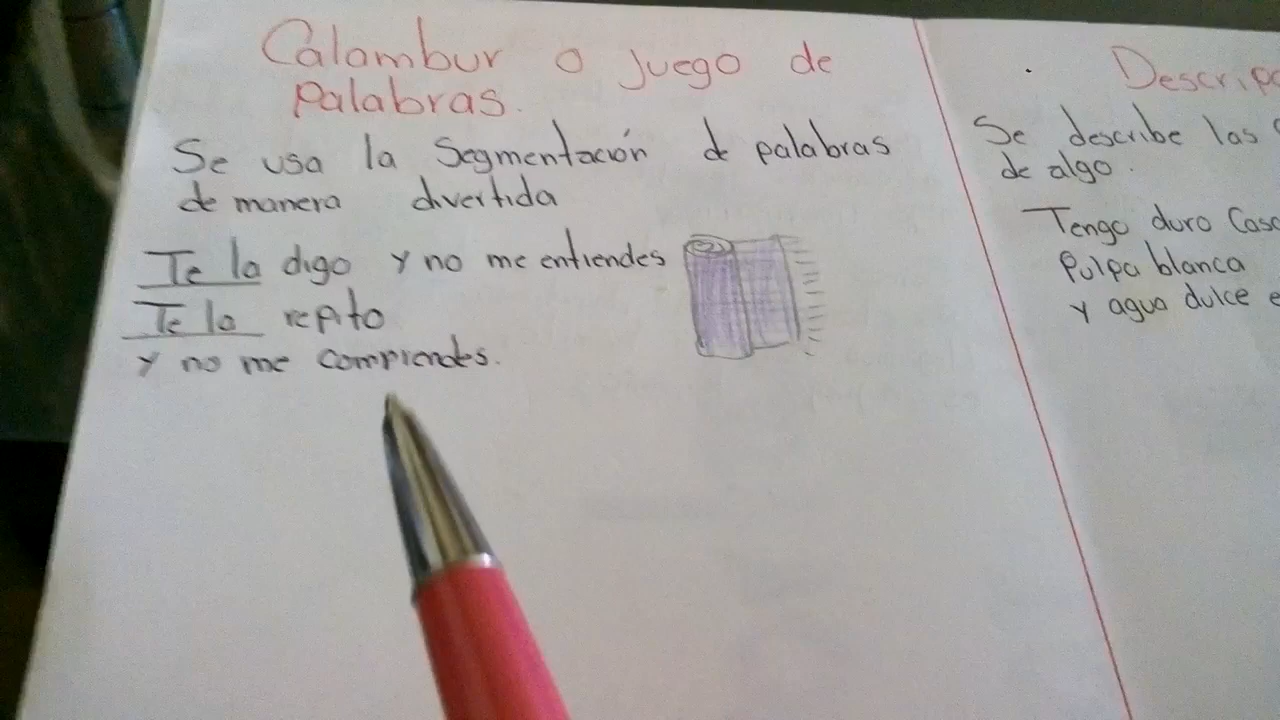 Calambur o juego de
Palabras.
Se usa la Segmentación de palabras
de manera divertida
Te la digo y no me entiendes
Te la repito
y no me comprendes.
Se describe las
de algo.
Tengo duro
Pulpa blanca
y agua dulce